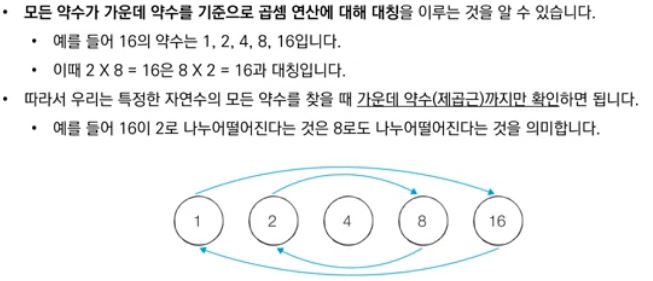 • 모든 약수가 가운데 약수를 기준으로 곱셈 연산에 대해 대칭을 이루는 것을 알 수 있습니다.
• 예를 들어 16의 약수는 1, 2, 4, 8, 16입니다.
• 이때 2 X 8 = 16은 8 X 2 = 16과 대칭입니다.
• 따라서 우리는 특정한 자연수의 모든 약수를 찾을 때 가운데 약수(제곱근)까지만 확인하면 됩니다.
• 예를 들어 16이 2로 나누어떨어진다는 것은 8로도 나누어떨어진다는 것을 의미합니다.
1 2 4 8 16